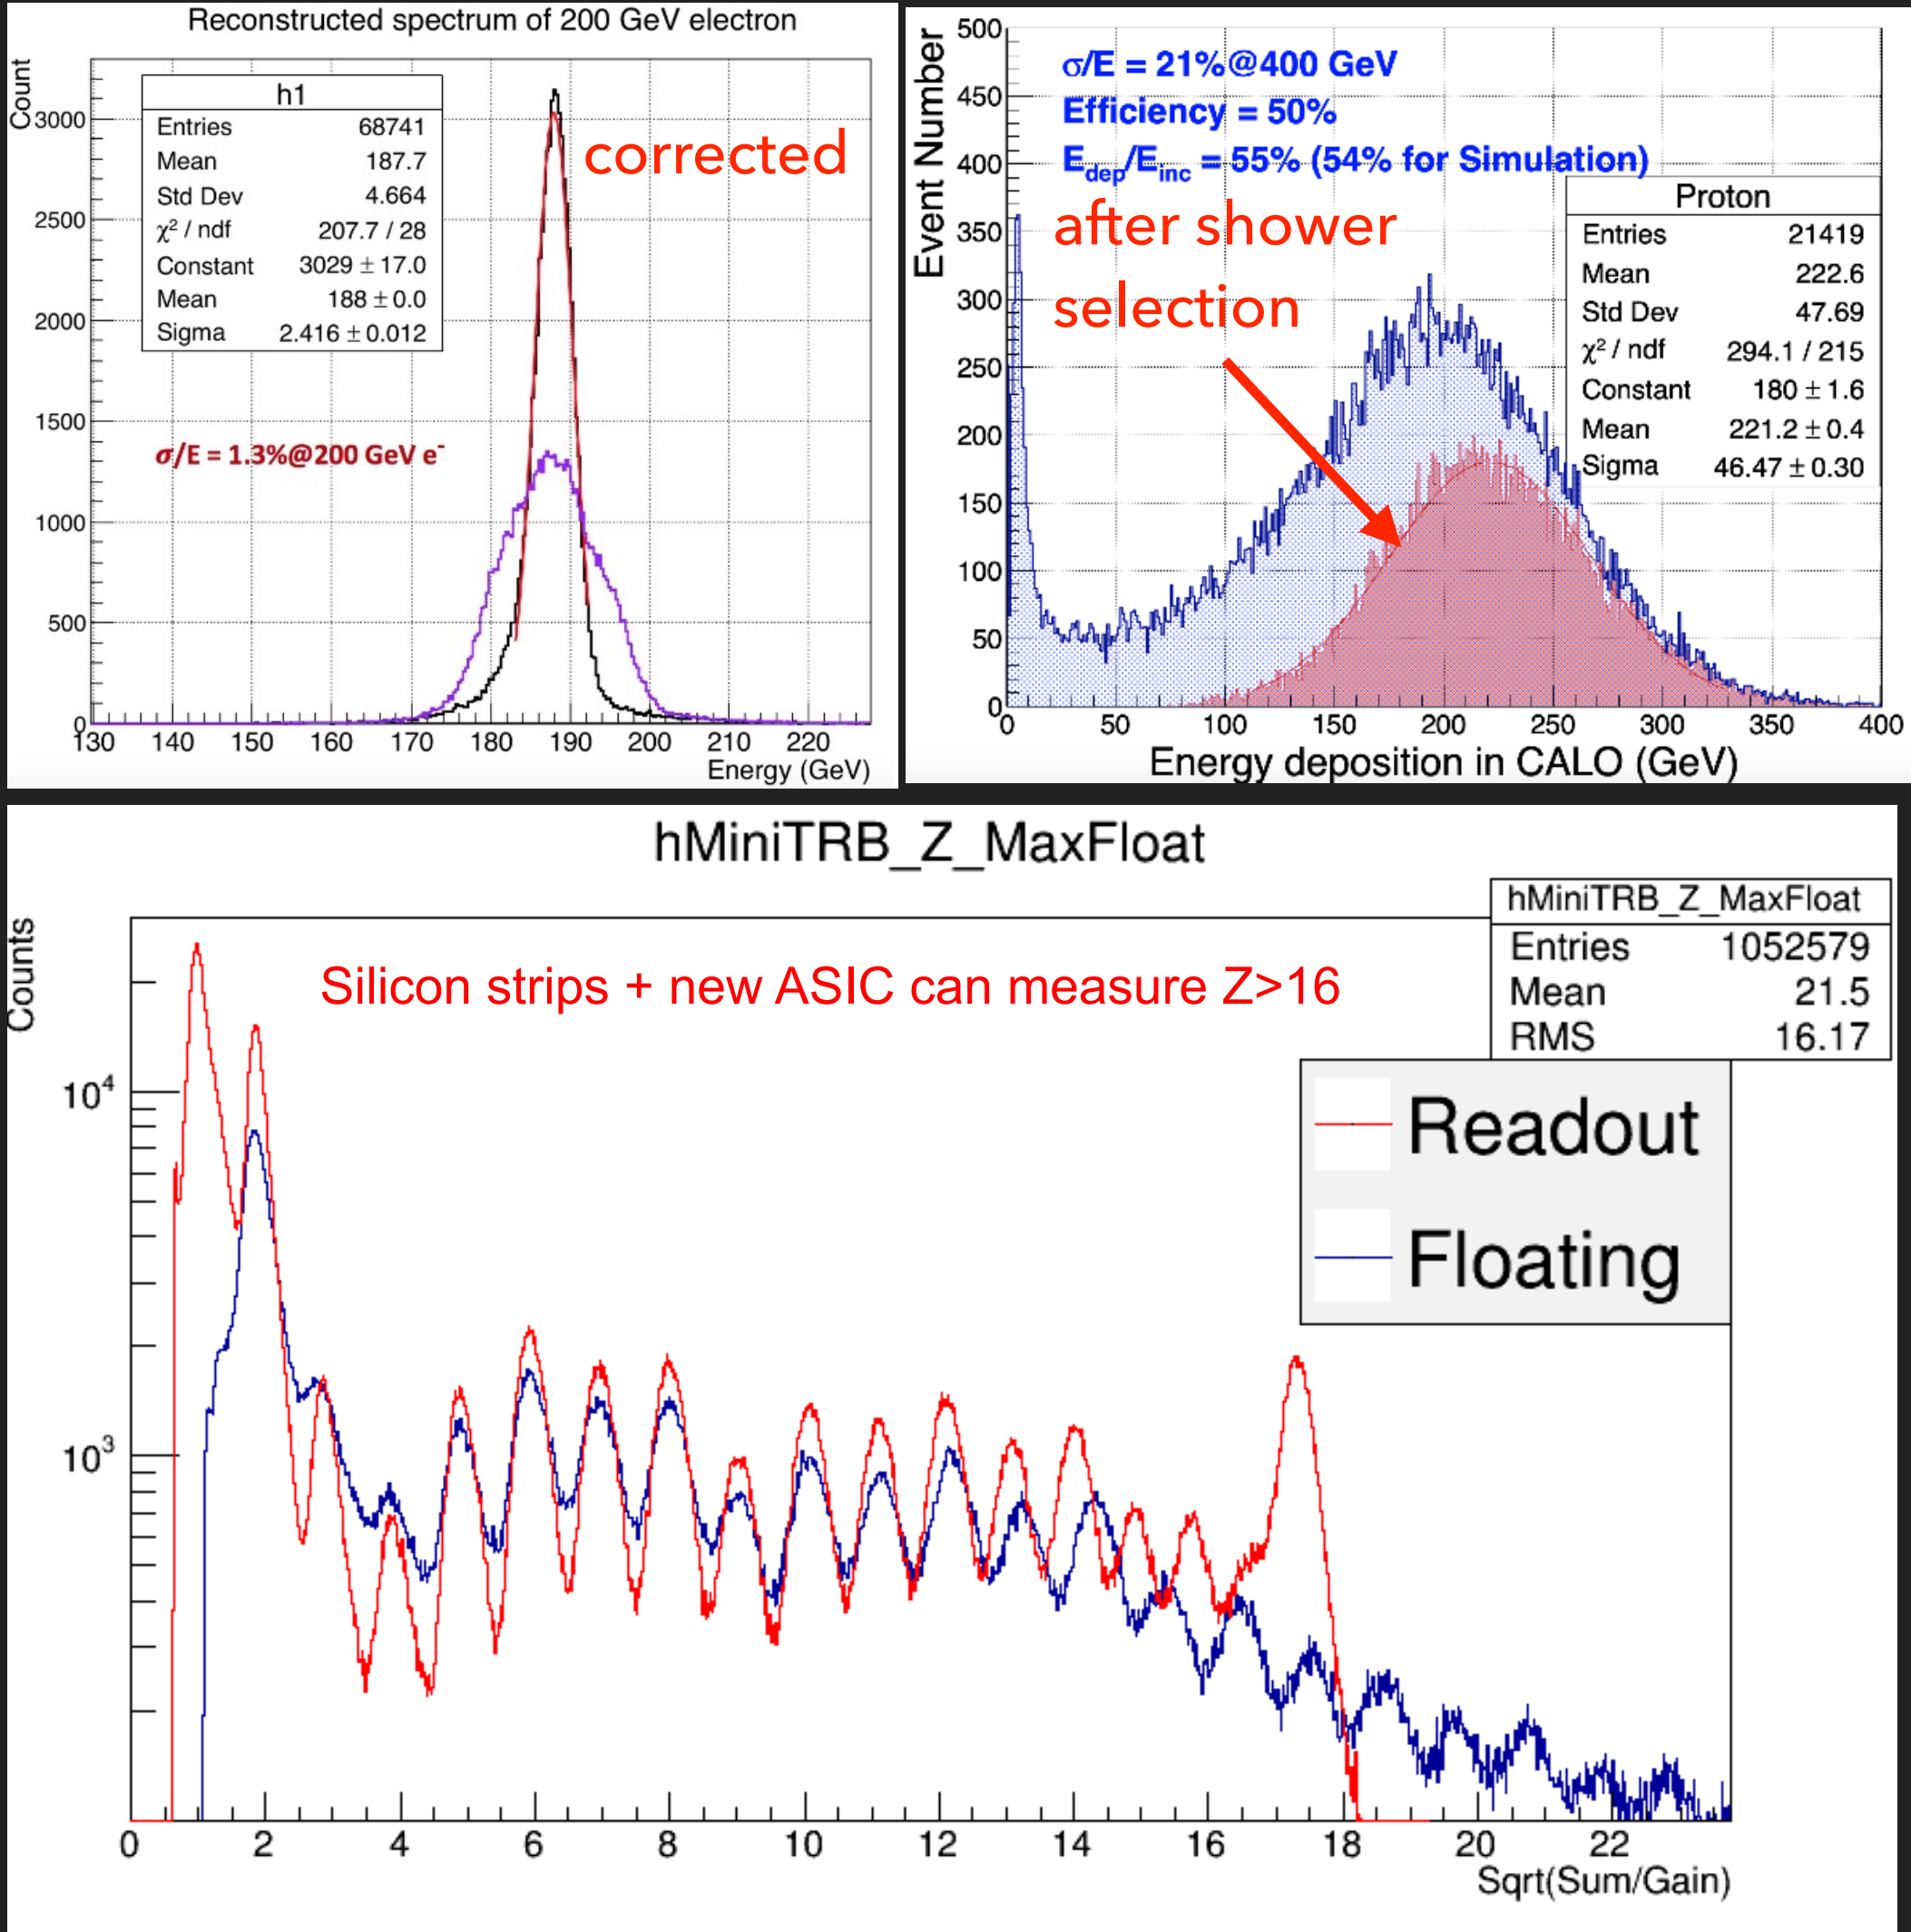 Reconstructed spectrum of 200 GeV electron
Count
h1
Entries 68741
Mean 187.7
Std Dev 4.664
χ² / ndf 207.7 / 28
Constant 3029 ± 17.0
Mean 188 ± 0.0
Sigma 2.416 ± 0.012
corrected
σ/E = 1.3%@200 GeV e⁻
3000
2500
2000
1500
1000
500
0
130 140 150 160 170 180 190 200 210 220
Energy (GeV)
Event Number
σ/E = 21%@400 GeV
Efficiency = 50%
E_dep/E_inc = 55% (54% for Simulation)
after shower
selection
Proton
Entries 21419
Mean 222.6
Std Dev 47.69
χ² / ndf 294.1 / 215
Constant 180 ± 1.6
Mean 221.2 ± 0.4
Sigma 46.47 ± 0.30
500
450
400
350
300
250
200
150
100
50
0
0 50 100 150 200 250 300 350 400
Energy deposition in CALO (GeV)
hMiniTRB_Z_MaxFloat
Counts
hMiniTRB_Z_MaxFloat
Entries 1052579
Mean 21.5
RMS 16.17
Silicon strips + new ASIC can measure Z>16
Readout
Floating
10⁴
10³
0 2 4 6 8 10 12 14 16 18 20 22
Sqrt(Sum/Gain)